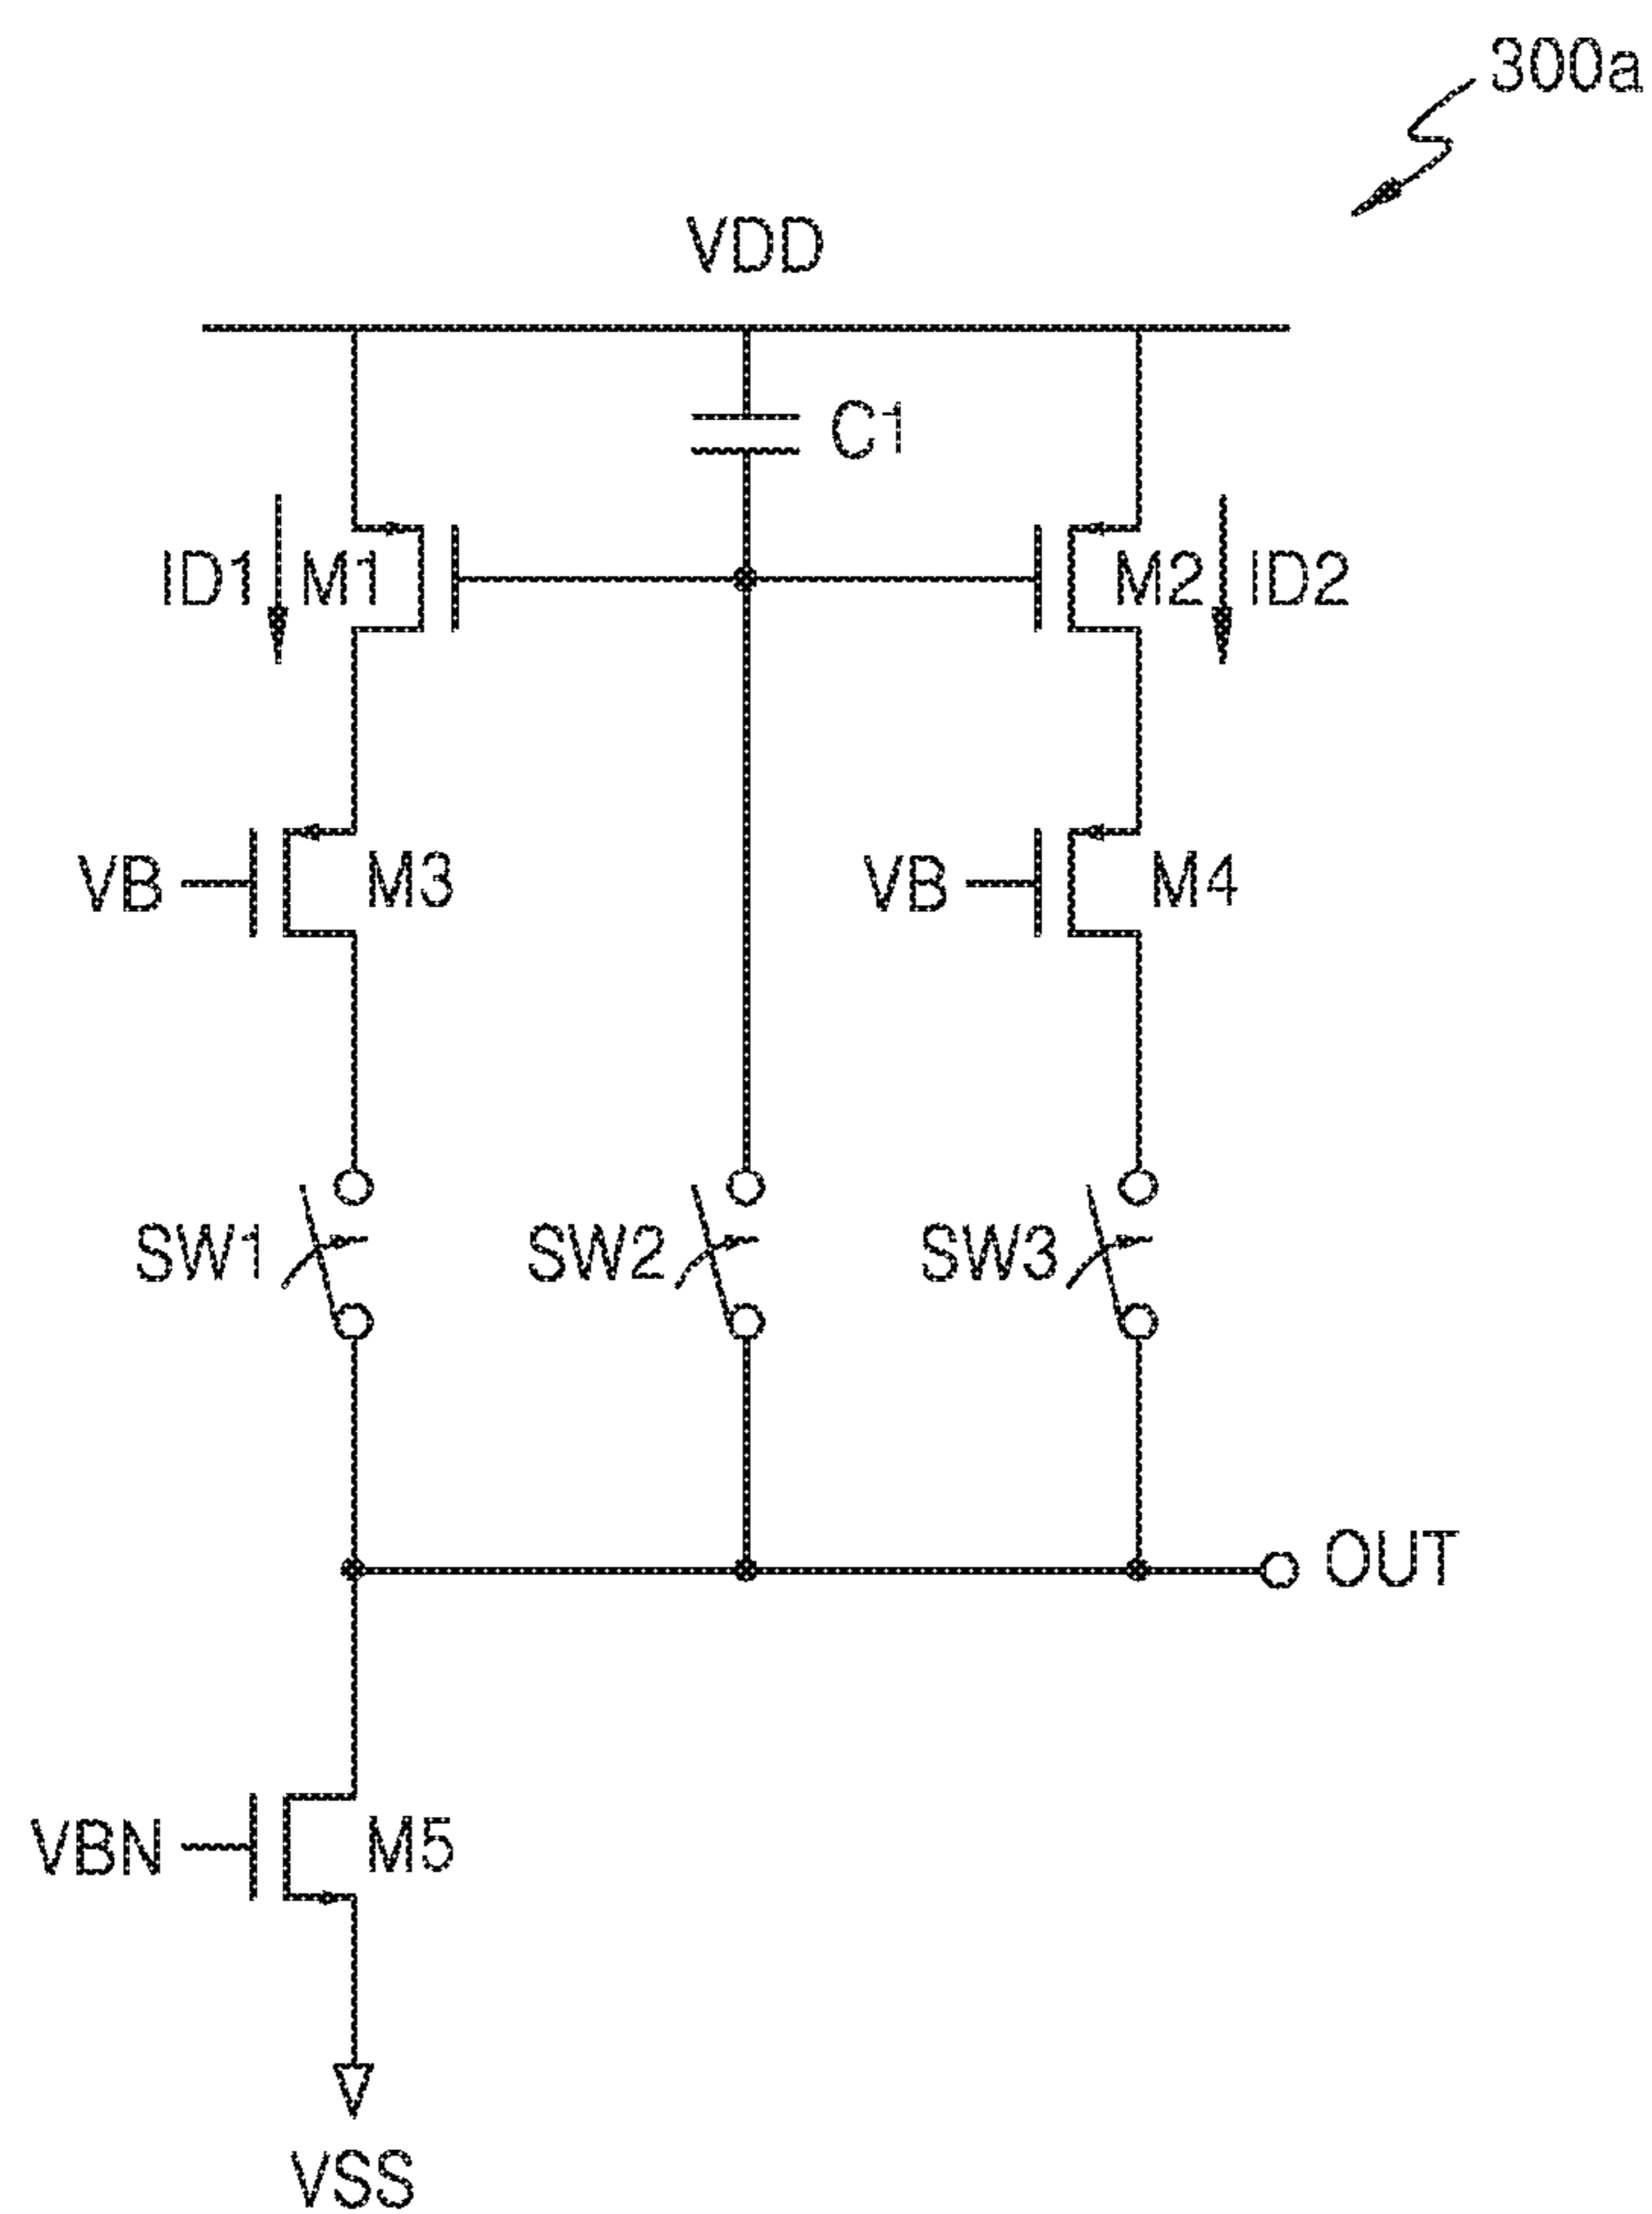 300a
VDD
C1
ID1 M1 M2 ID2
VB M3 VB M4
SW1 SW2 SW3
OUT
VBN M5
VSS